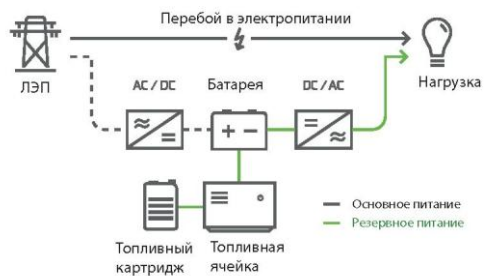 Перебой в электропитании
ЛЭП
AC/DC
Батарея
DC/AC
Нагрузка
Топливный
картридж
Топливная
ячейка
Основное питание
Резервное питание